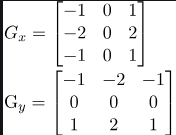 G_x = [ -1 0 1
-2 0 2
-1 0 1 ]
G_y = [ -1 -2 -1
0 0 0
1 2 1 ]